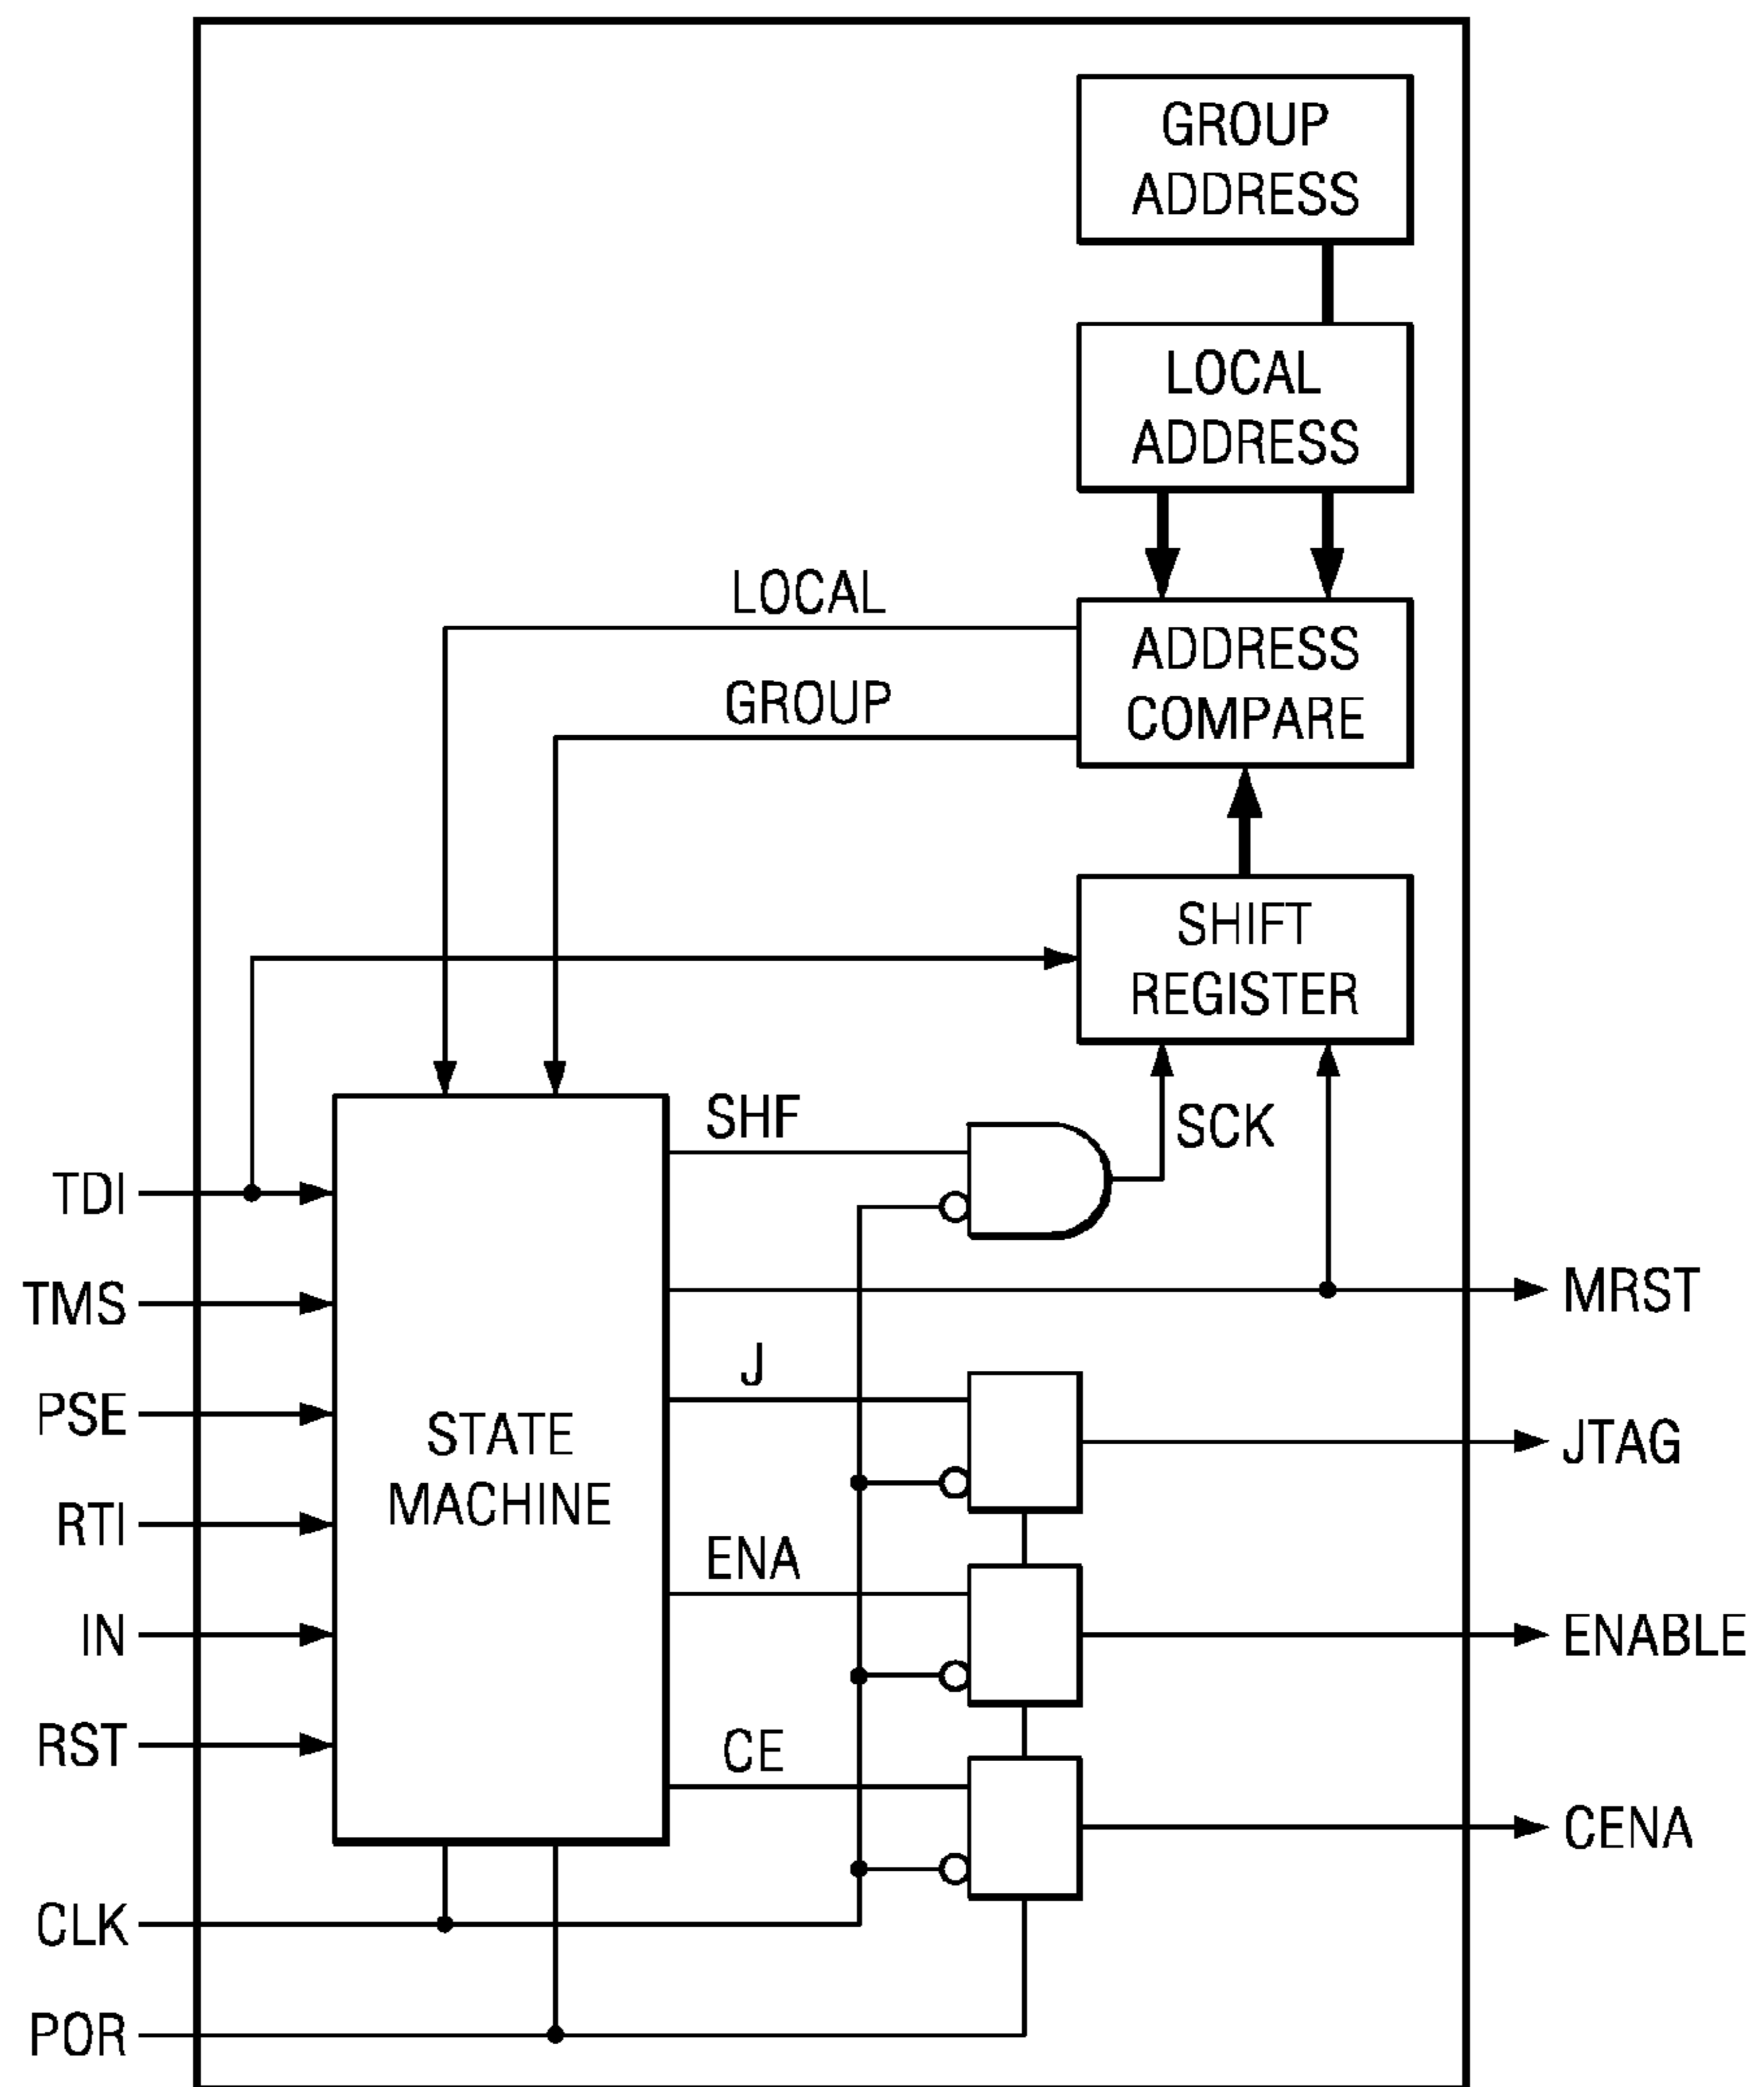 GROUP
ADDRESS
LOCAL
ADDRESS
LOCAL
ADDRESS
COMPARE
GROUP
SHIFT
REGISTER
SHF
SCK
TDI
TMS
MRST
J
PSE
STATE
MACHINE
JTAG
RTI
ENA
IN
ENABLE
RST
CE
CENA
CLK
POR